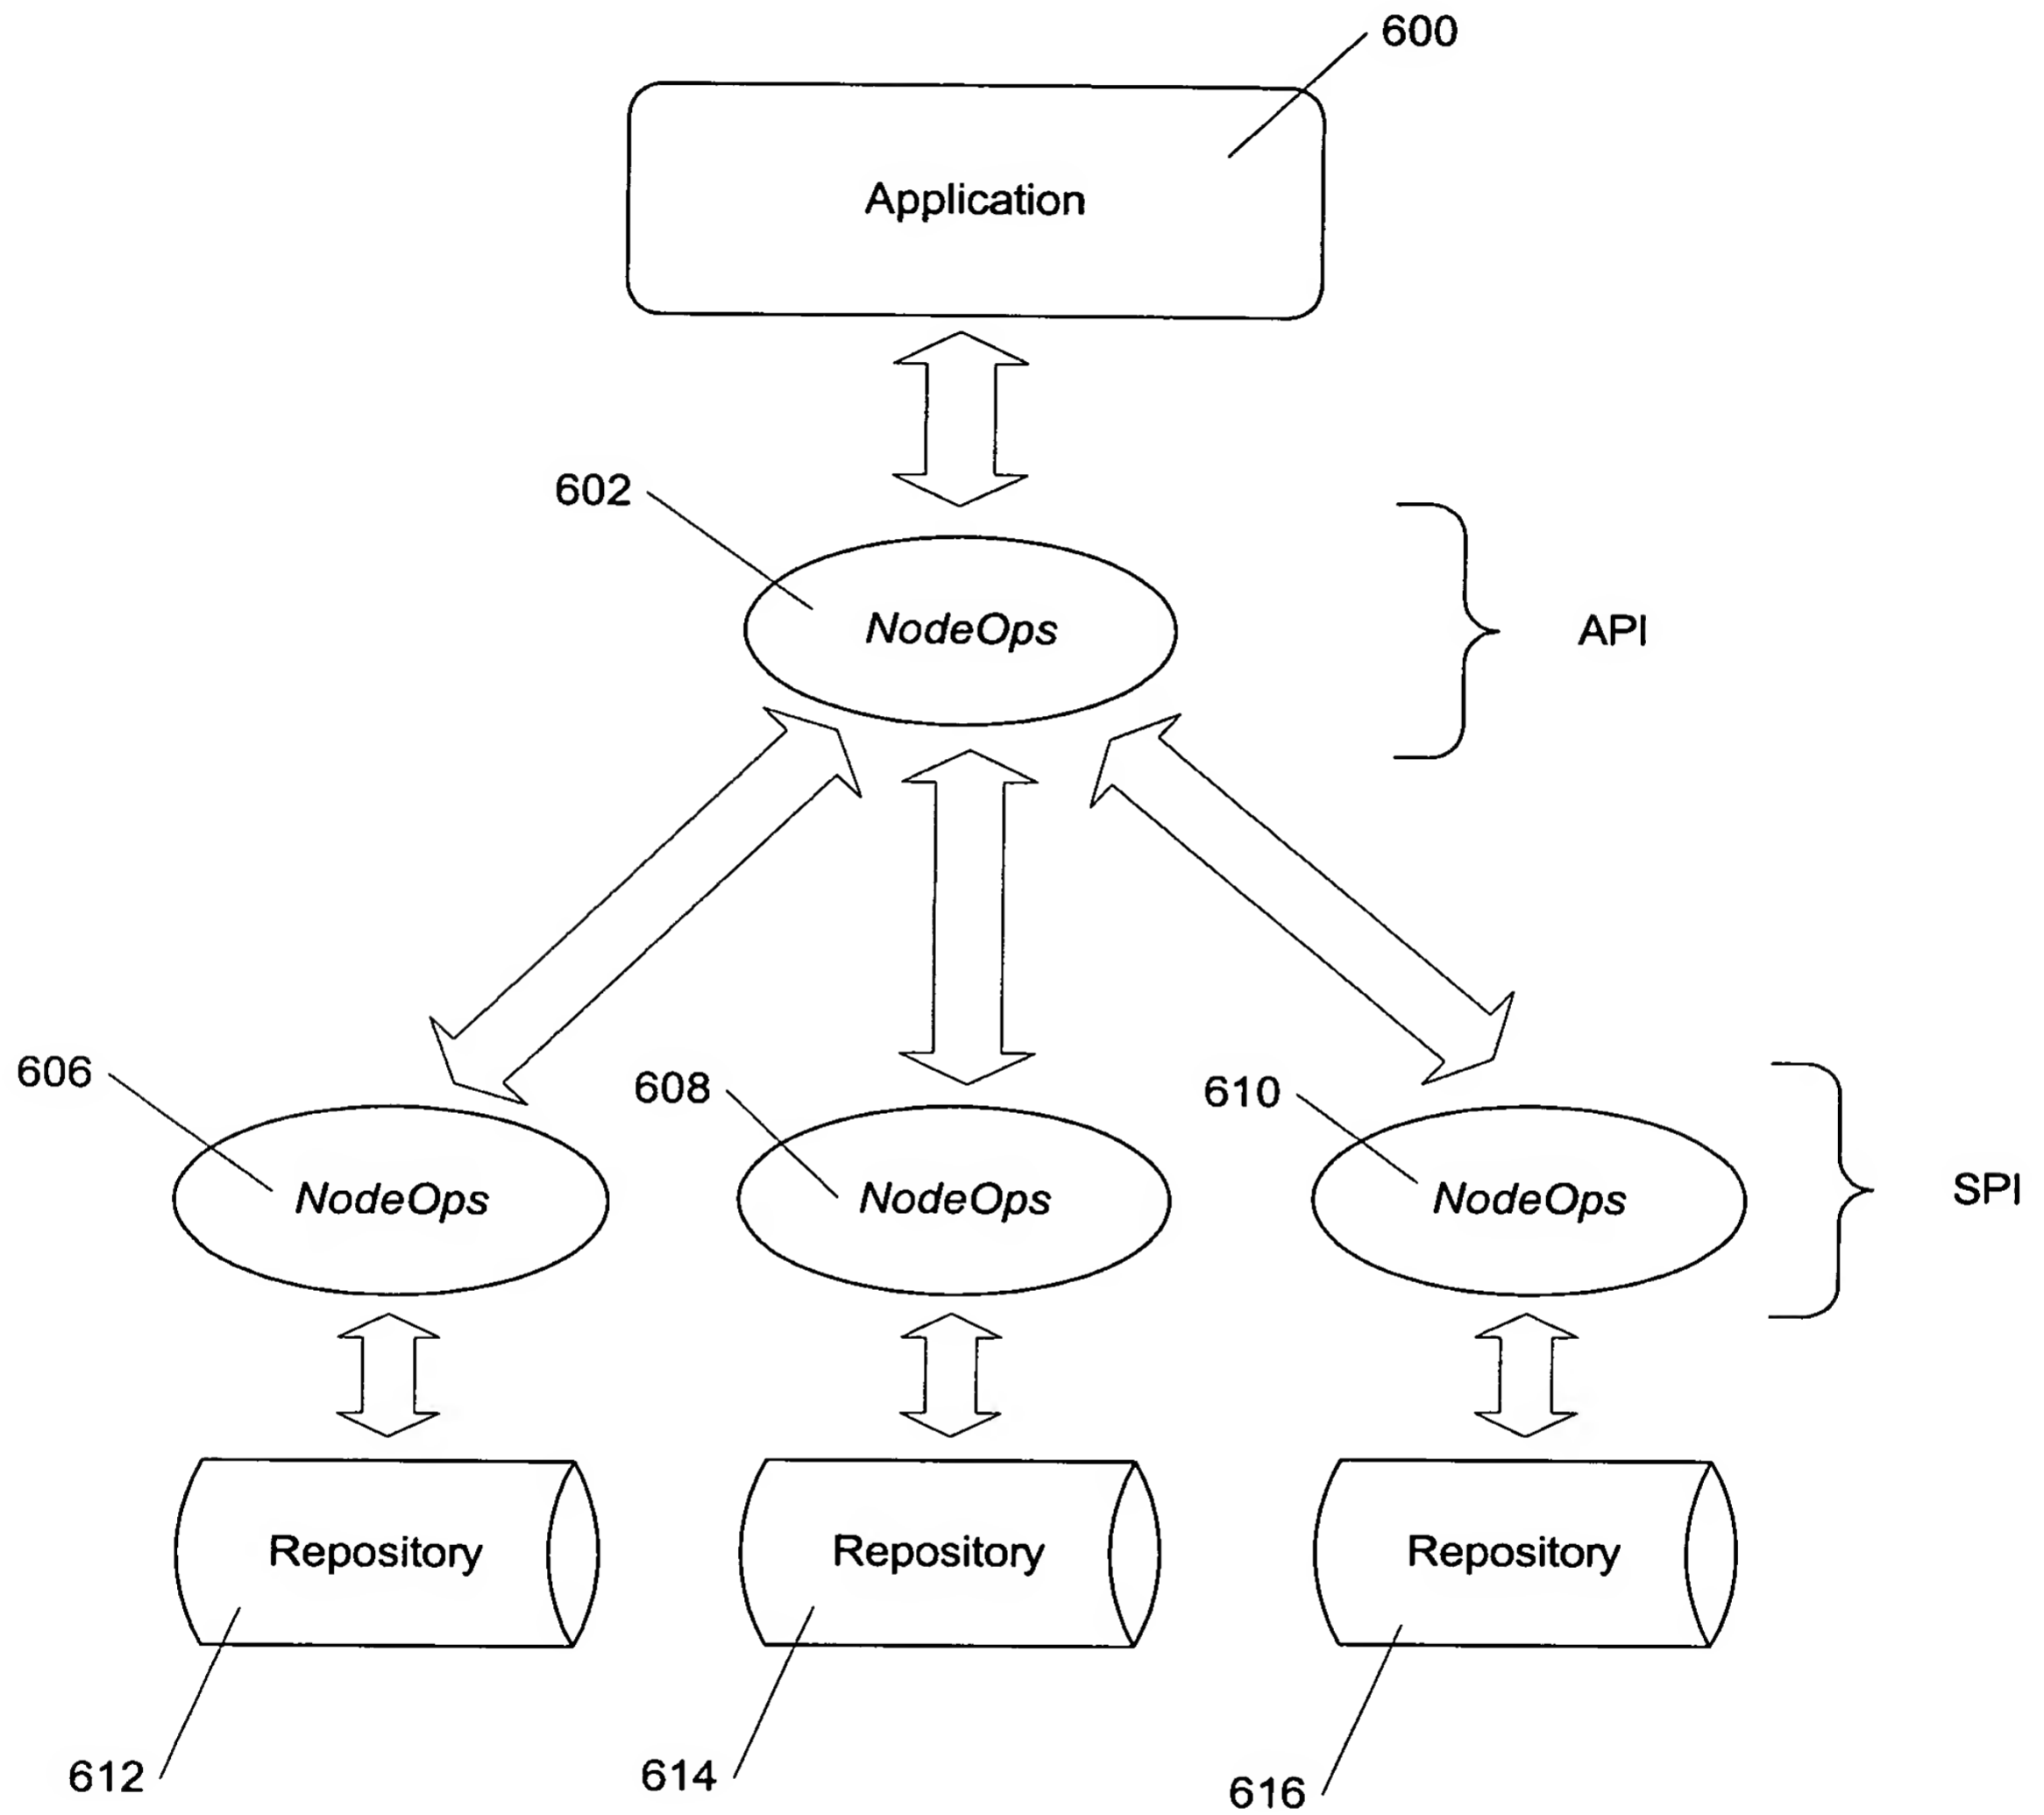 600
Application
602
NodeOps
API
606
608
610
NodeOps
NodeOps
NodeOps
SPI
Repository
Repository
Repository
612
614
616